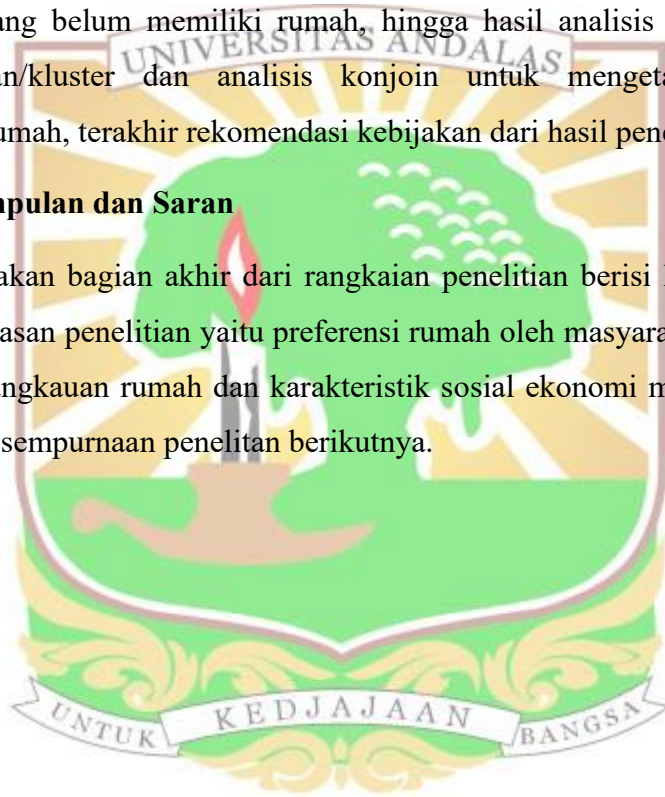 ang belum memiliki rumah, hingga hasil analisis
UNIVERSITAS ANDALAS
an/kluster dan analisis konjoin untuk mengeta
umah, terakhir rekomendasi kebijakan dari hasil pene
npulan dan Saran
akan bagian akhir dari rangkaian penelitian berisi
asan penelitian yaitu preferensi rumah oleh masyara
angkauan rumah dan karakteristik sosial ekonomi m
sempurnaan penelitan berikutnya.
UNTUK KEDJAJAAN BANGSA